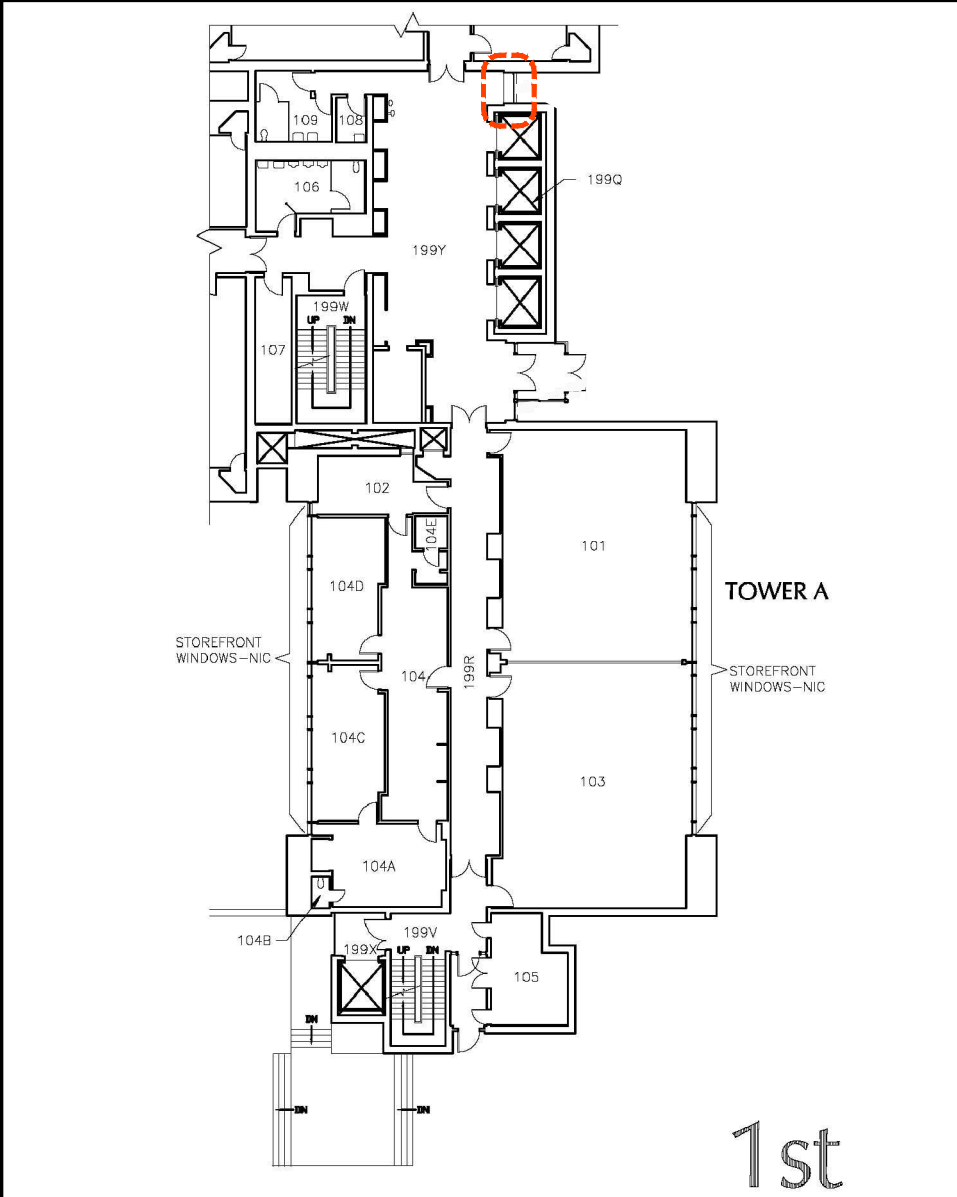 109
108
106
199Q
199Y
199W
UP
DN
107
102
104E
101
104D
TOWER A
STOREFRONT
WINDOWS-NIC
104
199R
STOREFRONT
WINDOWS-NIC
104C
103
104A
104B
199V
199X
UP
DN
105
DN
DN
DN
1st